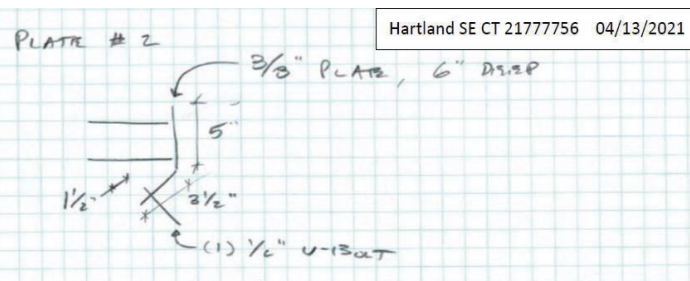 Hartland SE CT 21777756 04/13/2021
PLATE # 2
3/8" PLATE, 6" DEEP
5"
1½"
3½"
(1) ½" U-BOLT